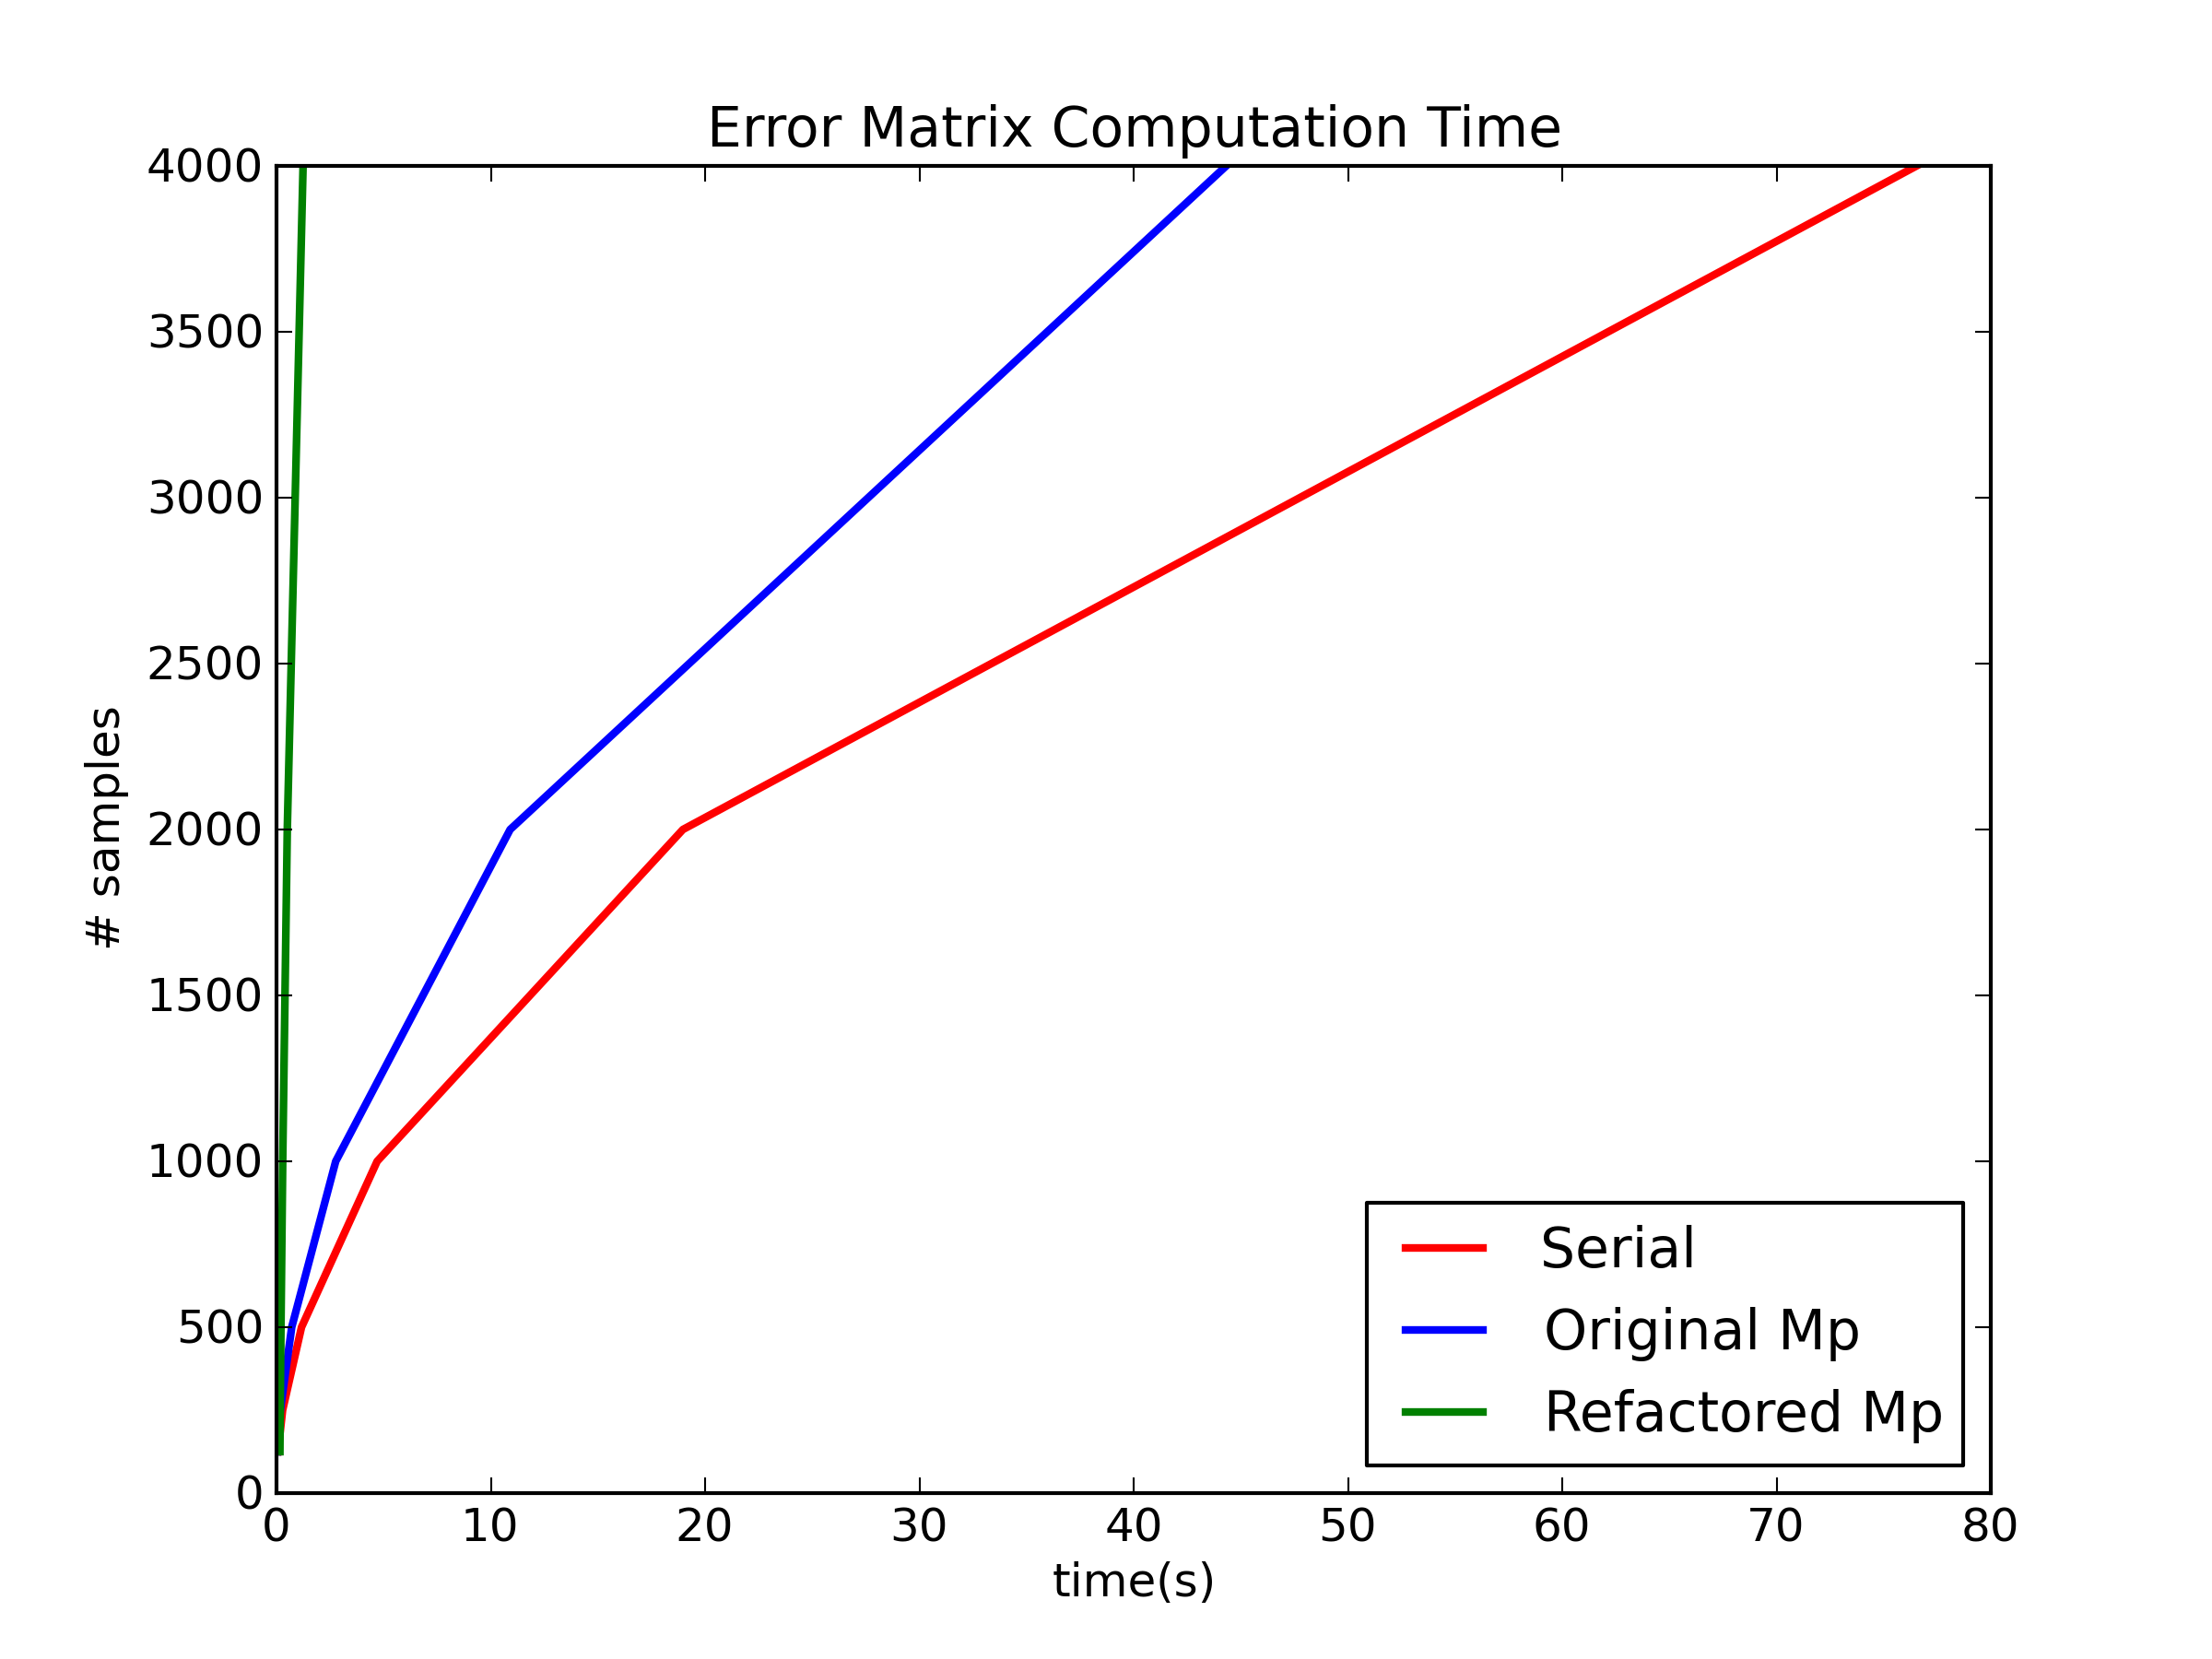 Error Matrix Computation Time
4000
3500
3000
2500
2000
1500
1000
500
0
# samples
0 10 20 30 40 50 60 70 80
time(s)
Serial
Original Mp
Refactored Mp